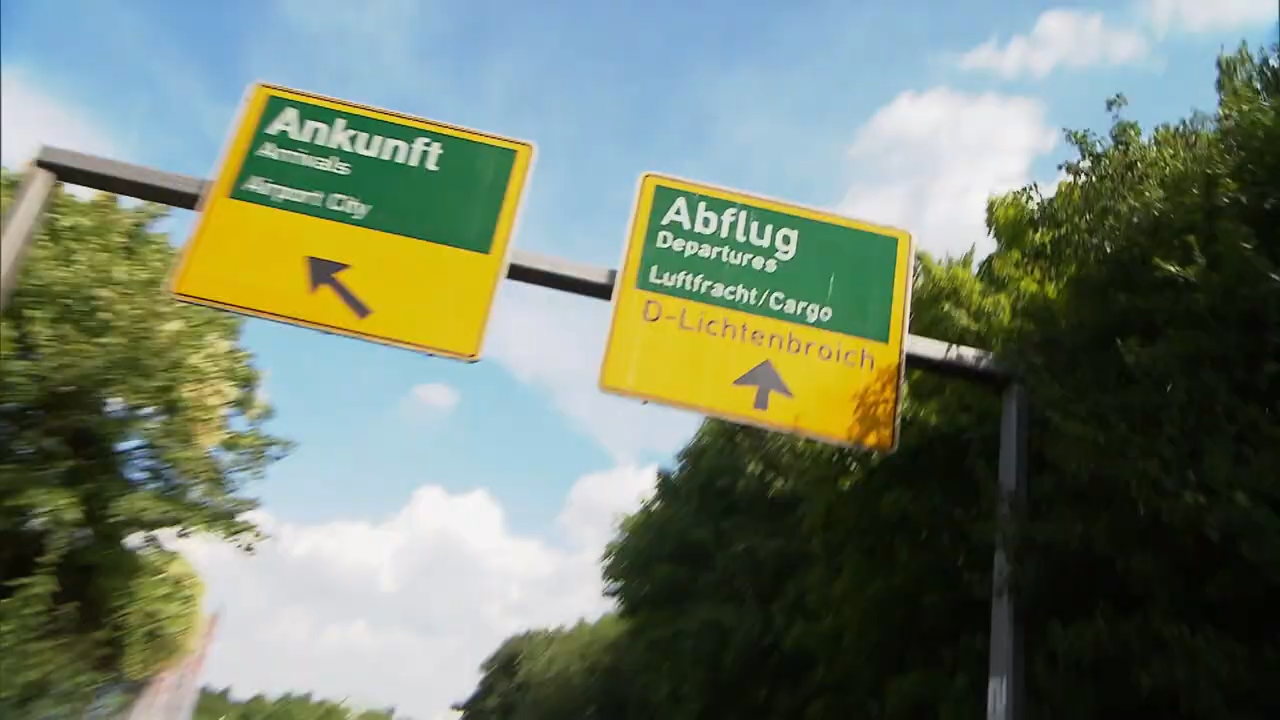 Ankunft
Arrivals
Airport City
Abflug
Departures
Luftfracht/Cargo
D-Lichtenbroich